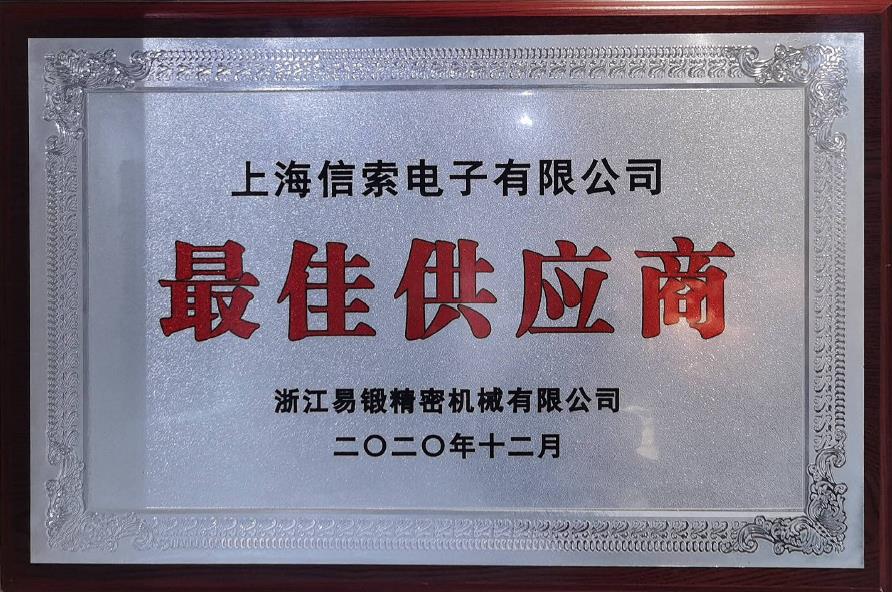 上海信索电子有限公司
最佳供应商
浙江易锻精密机械有限公司
二〇二〇年十二月